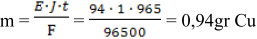 m = E · J · t / F = 94 · 1 · 965 / 96500 = 0,94gr Cu